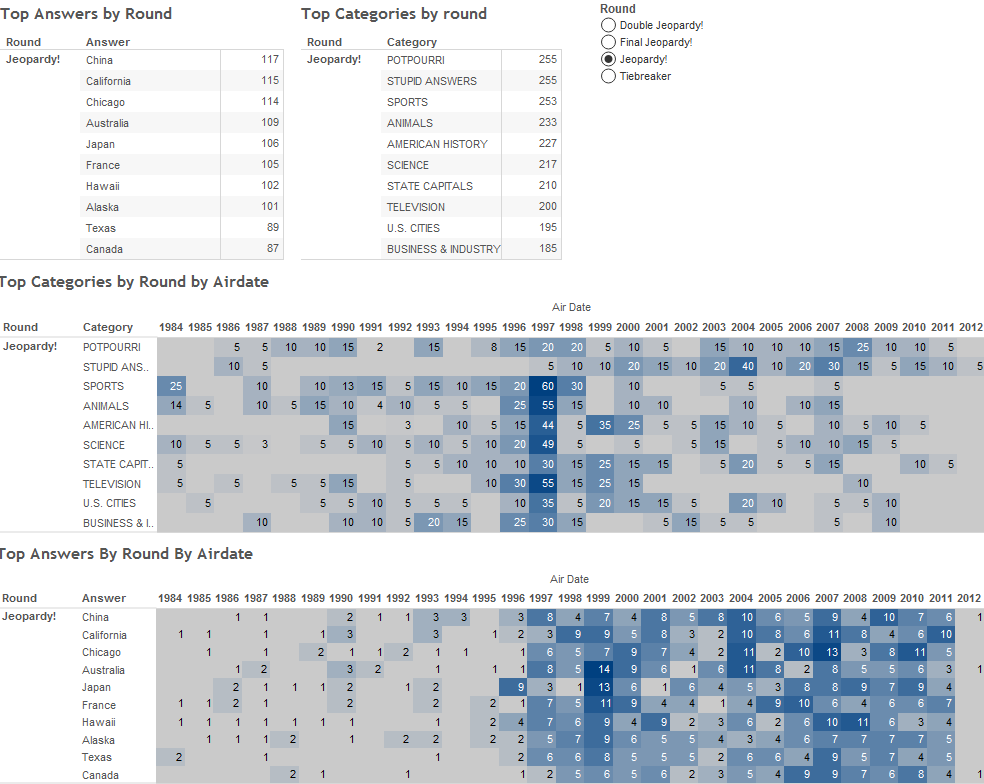 Top Answers by Round
Round Answer
Jeopardy! China 117
California 115
Chicago 114
Australia 109
Japan 106
France 105
Hawaii 102
Alaska 101
Texas 89
Canada 87
Top Categories by round
Round Category
Jeopardy! POTPOURRI 255
STUPID ANSWERS 255
SPORTS 253
ANIMALS 233
AMERICAN HISTORY 227
SCIENCE 217
STATE CAPITALS 210
TELEVISION 200
U.S. CITIES 195
BUSINESS & INDUSTRY 185
Round
Double Jeopardy!
Final Jeopardy!
Jeopardy!
Tiebreaker
Top Categories by Round by Airdate
Air Date
Round Category 1984 1985 1986 1987 1988 1989 1990 1991 1992 1993 1994 1995 1996 1997 1998 1999 2000 2001 2002 2003 2004 2005 2006 2007 2008 2009 2010 2011 2012
Jeopardy! POTPOURRI 5 5 10 10 15 2 15 8 15 20 20 5 10 5 15 10 10 10 15 25 10 10 5
STUPID ANS.. 10 5 5 10 10 20 15 10 20 40 10 20 30 15 5 15 10 5
SPORTS 25 10 10 13 15 5 15 10 15 20 60 30 10 5 5 5
ANIMALS 14 5 10 5 15 10 4 10 5 5 25 55 15 10 10 10 10 10 15
AMERICAN HI.. 15 3 10 5 15 44 5 35 25 5 5 15 10 5 10 5 10 5
SCIENCE 10 5 5 3 5 5 10 5 10 5 10 20 49 5 5 5 15 5 10 10 15 5
STATE CAPIT.. 5 5 5 10 10 10 30 15 25 15 15 5 20 5 5 15 10 5
TELEVISION 5 5 5 5 15 5 10 30 55 15 25 15 10
U.S. CITIES 5 5 5 10 5 5 5 10 35 5 20 15 15 5 20 10 5 10
BUSINESS & I.. 10 10 10 5 20 15 25 30 15 5 15 5 5 5 10
Top Answers By Round By Airdate
Air Date
Round Answer 1984 1985 1986 1987 1988 1989 1990 1991 1992 1993 1994 1995 1996 1997 1998 1999 2000 2001 2002 2003 2004 2005 2006 2007 2008 2009 2010 2011 2012
Jeopardy! China 1 1 2 1 1 3 3 3 8 4 7 4 8 5 8 10 6 5 9 4 10 7 6 1
California 1 1 1 1 3 3 1 2 3 9 9 5 8 3 2 10 8 6 11 8 4 6 10
Chicago 1 1 2 1 1 2 1 1 1 6 5 7 9 7 4 2 11 2 10 13 3 8 11 5
Australia 1 2 3 2 1 1 1 8 5 14 9 6 1 6 11 8 2 8 5 5 6 3 1
Japan 2 1 1 1 2 1 2 9 3 1 13 6 1 6 4 5 3 8 8 9 7 9 4
France 1 1 2 1 2 1 2 1 7 5 11 9 4 4 1 4 9 10 6 4 6 6 7
Hawaii 1 1 1 1 1 1 1 1 2 4 7 6 9 4 9 2 3 6 2 6 10 11 6 3 4
Alaska 1 1 1 2 1 2 2 2 2 5 7 9 6 6 5 5 4 3 4 6 7 7 7 7 5
Texas 2 1 1 2 7 5 8 5 5 5 2 6 6 4 9 5 7 4 5
Canada 2 1 1 1 2 6 5 6 5 6 2 3 5 4 9 9 7 6 8 4 1